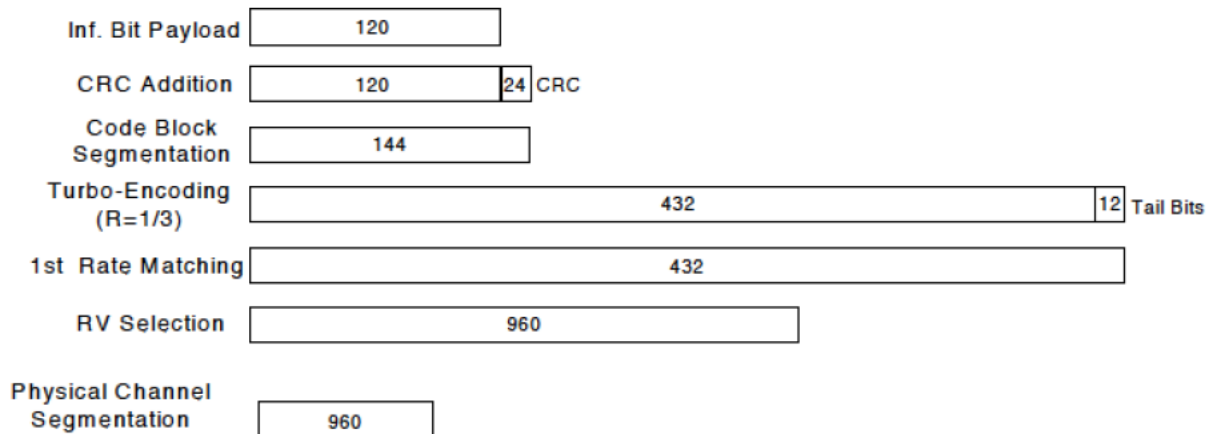 Inf. Bit Payload 120
CRC Addition 120 24 CRC
Code Block
Segmentation 144
Turbo-Encoding
(R=1/3) 432 12 Tail Bits
1st Rate Matching 432
RV Selection 960
Physical Channel
Segmentation 960